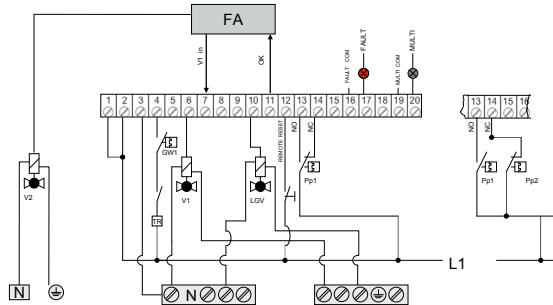 FA
V1 in
OK
FAULT COM
FAULT
MULTI COM
MULTI
1 2 3 4 5 6 7 8 9 10 11 12 13 14 15 16 17 18 19 20
13 14 15 16
GW1
REMOTE RESET
NO
NC
NO
NC
V2
V1
LGV
Pp1
Pp1
Pp2
TR
L1
N
N